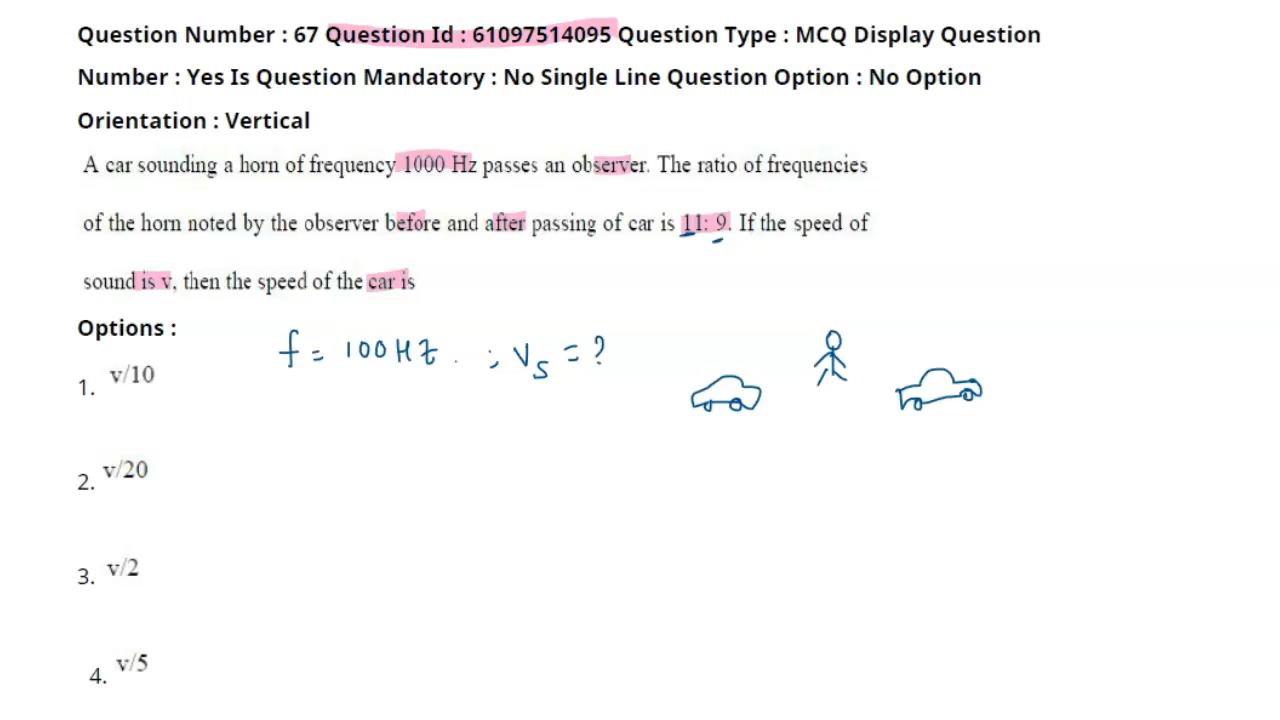 Question Number : 67 Question Id : 61097514095 Question Type : MCQ Display Question
Number : Yes Is Question Mandatory : No Single Line Question Option : No Option
Orientation : Vertical
A car sounding a horn of frequency 1000 Hz passes an observer. The ratio of frequencies
of the horn noted by the observer before and after passing of car is 11: 9. If the speed of
sound is v, then the speed of the car is
Options :
f = 100HZ . ; Vs = ?
1. v/10
2. v/20
3. v/2
4. v/5